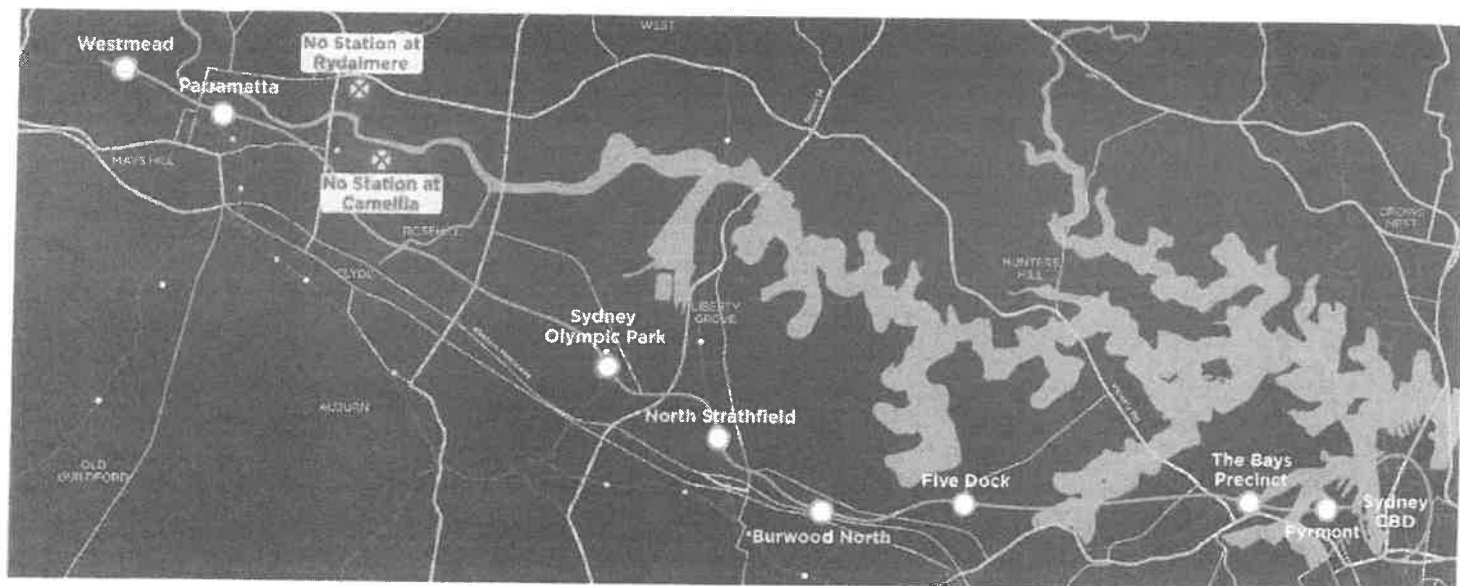 WEST
Westmead
No Station at
Rydalmere
Parramatta
MAYS HILL
No Station at
Camellia
ROSEHILL
CLYDE
CROWS
NEST
HUNTERS
HILL
LIBERTY
GROVE
Sydney
Olympic Park
AUBURN
North Strathfield
OLD
GUILDFORD
Five Dock
The Bays
Precinct
Burwood North
Pyrmont
Sydney
CBD